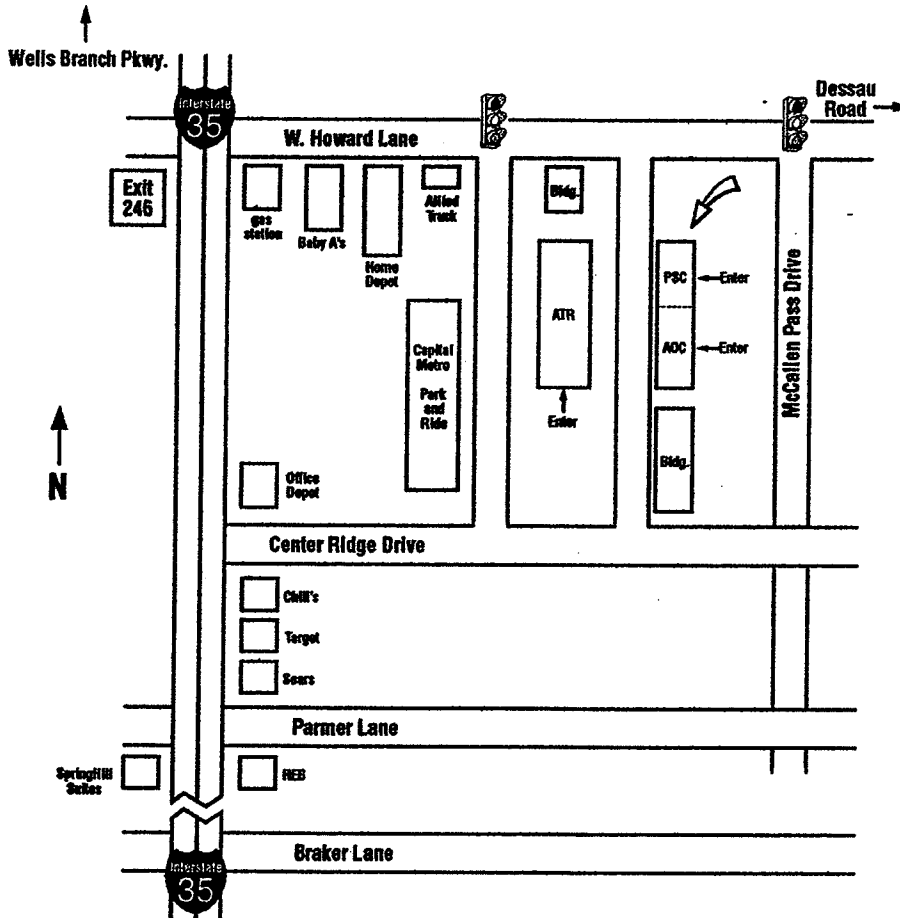 Wells Branch Pkwy.
Interstate
35
Dessau
Road
W. Howard Lane
Exit
246
gas
station
Baby A's
Home
Depot
Allied
Truck
Bldg.
PSC
Enter
ATR
AOC
Enter
Enter
Capital
Metro
Park
and
Ride
McCallen Pass Drive
Bldg.
N
Office
Depot
Center Ridge Drive
Chili's
Target
Sears
Parmer Lane
Springhill
Suites
HEB
Braker Lane
Interstate
35